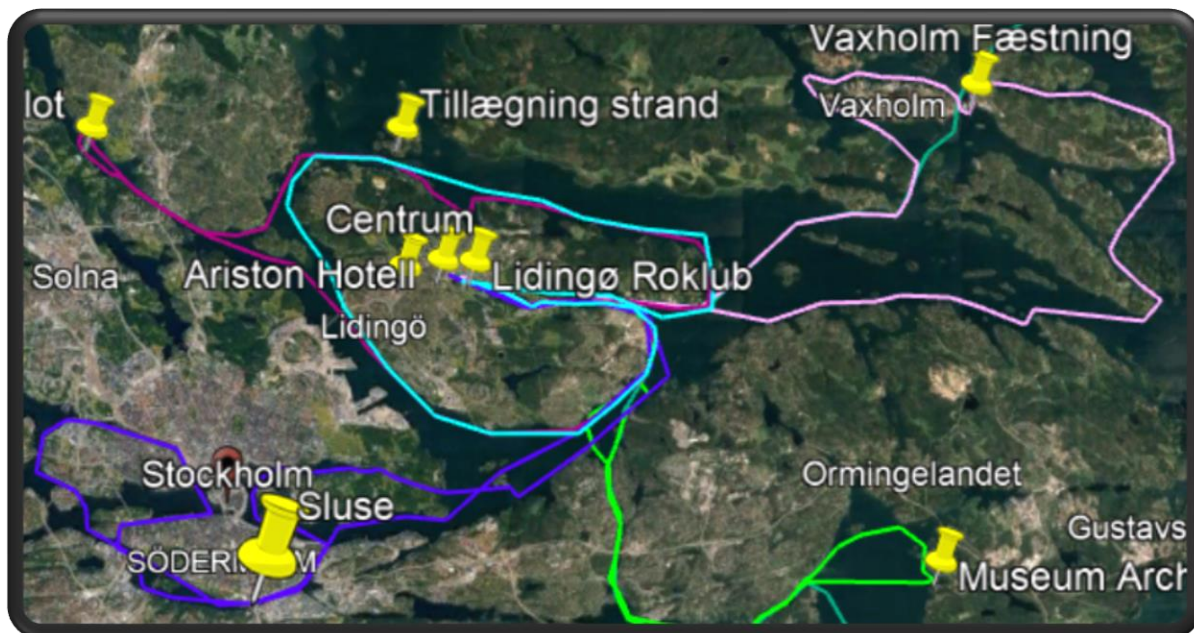 Vaxholm Fæstning
lot
Tillægning strand
Vaxholm
Centrum
Solna
Ariston Hotell
Lidingø Roklub
Lidingö
Stockholm
Ormingelandet
Sluse
Gustavs
SÖDERM M
Museum Arch